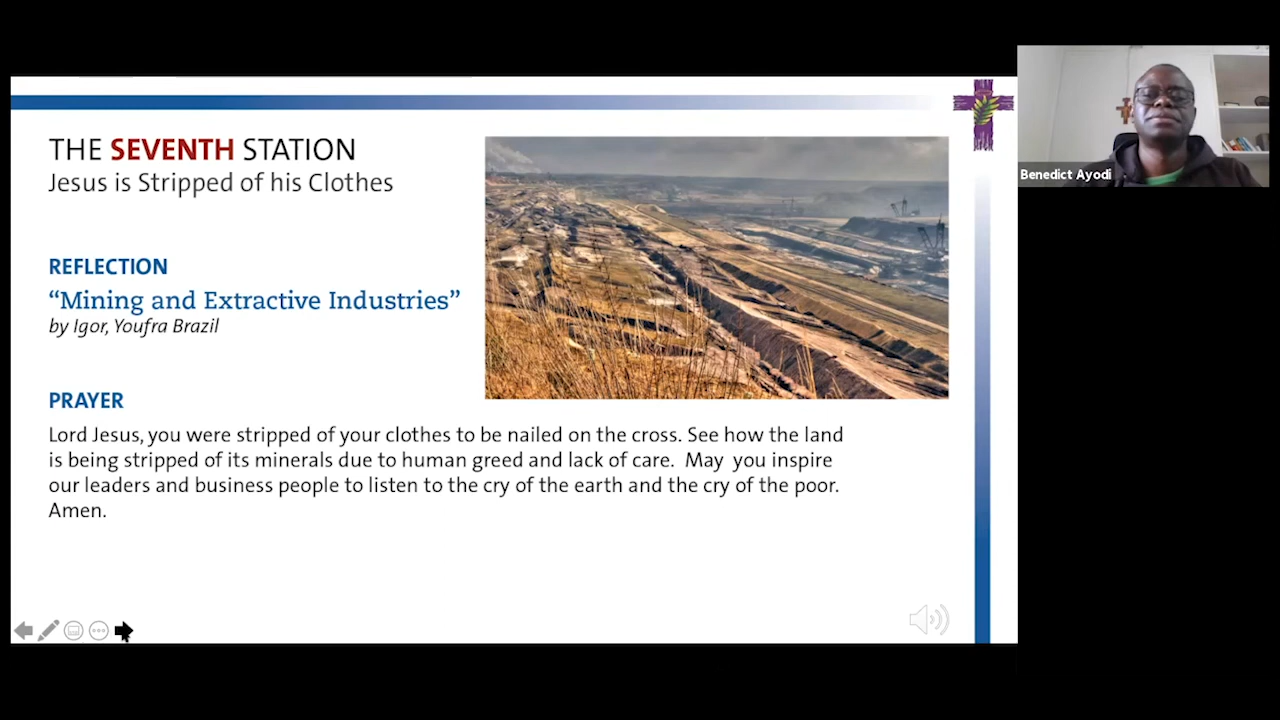 THE SEVENTH STATION
Jesus is Stripped of his Clothes
REFLECTION
“Mining and Extractive Industries”
by Igor, Youfra Brazil
PRAYER
Lord Jesus, you were stripped of your clothes to be nailed on the cross. See how the land
is being stripped of its minerals due to human greed and lack of care.  May  you inspire
our leaders and business people to listen to the cry of the earth and the cry of the poor.
Amen.
Benedict Ayodi